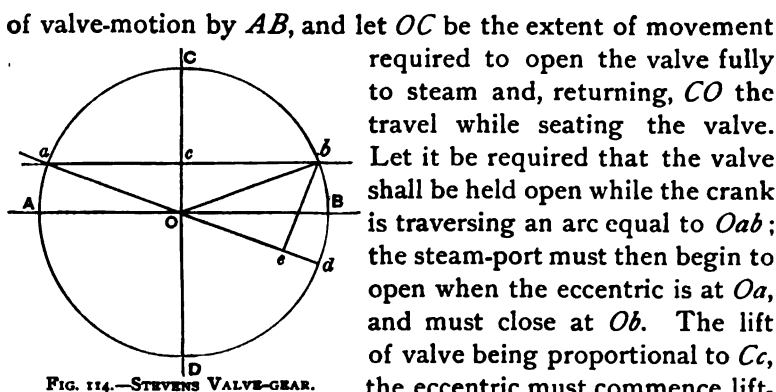 of valve-motion by AB, and let OC be the extent of movement
required to open the valve fully
to steam and, returning, CO the
travel while seating the valve.
Let it be required that the valve
shall be held open while the crank
is traversing an arc equal to Oab;
the steam-port must then begin to
open when the eccentric is at Oa,
and must close at Ob. The lift
of valve being proportional to Cc,
the eccentric must commence lift-
C
a
c
b
A
B
O
e
d
D
FIG. 114.—STEVENS VALVE-GEAR.